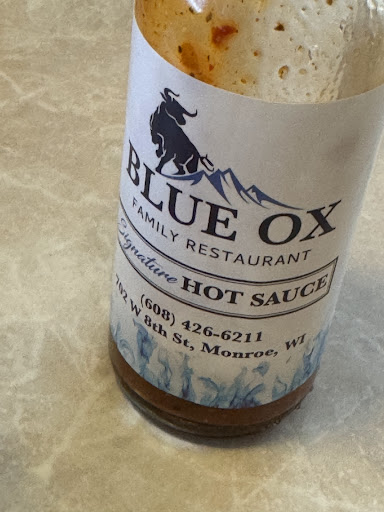 BLUE OX
FAMILY RESTAURANT
Signature HOT SAUCE
(608) 426-6211
702 W 8th St, Monroe, WI